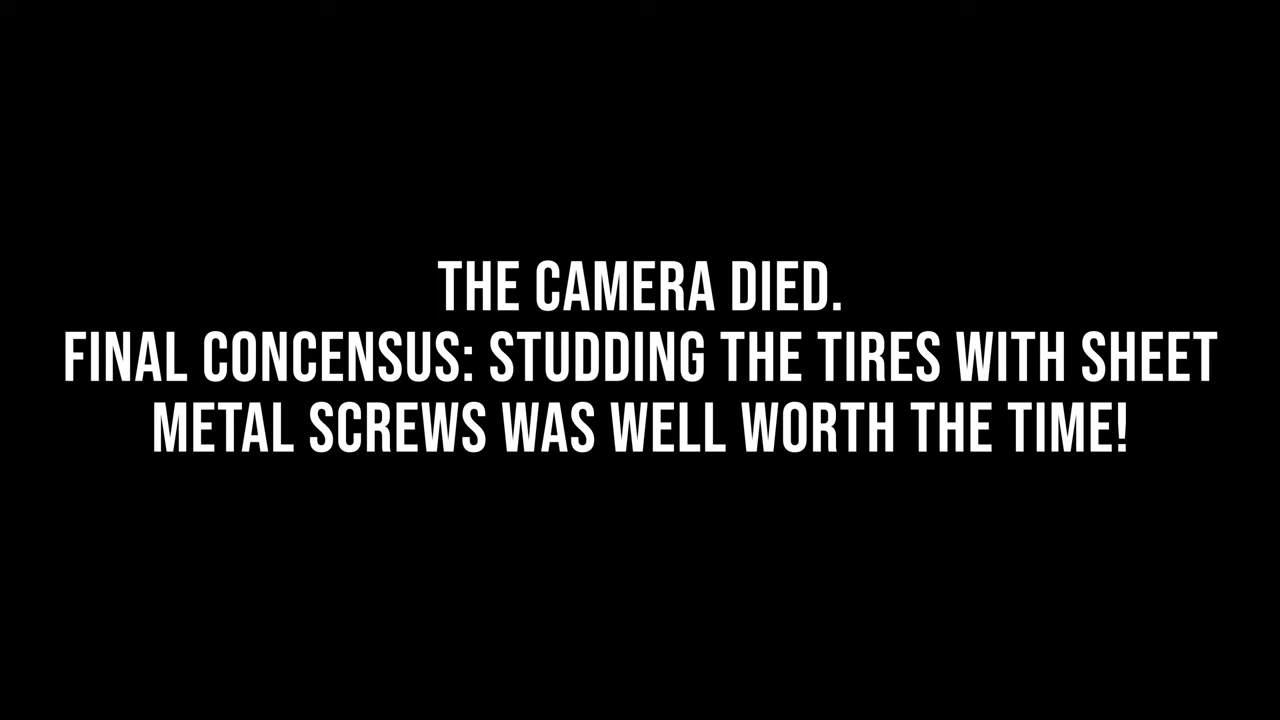 THE CAMERA DIED.
FINAL CONCENSUS: STUDDING THE TIRES WITH SHEET
METAL SCREWS WAS WELL WORTH THE TIME!